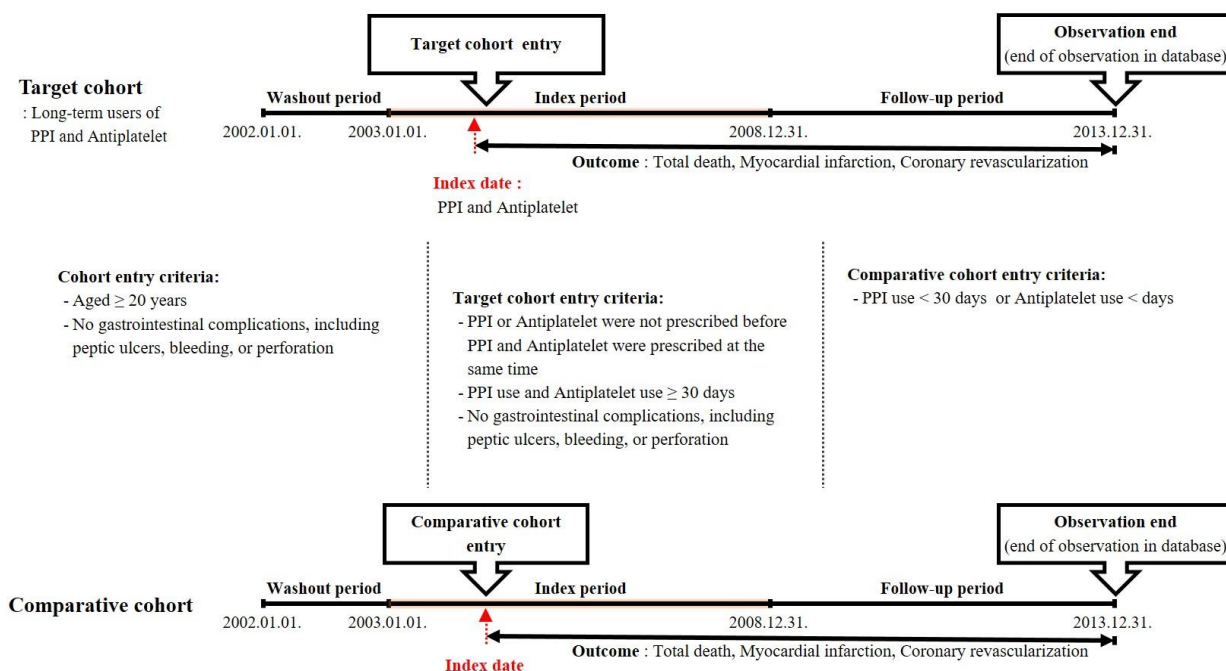 Target cohort entry
Observation end
(end of observation in database)
Target cohort
: Long-term users of
PPI and Antiplatelet
Washout period
Index period
Follow-up period
2002.01.01.
2003.01.01.
2008.12.31.
2013.12.31.
Outcome : Total death, Myocardial infarction, Coronary revascularization
Index date :
PPI and Antiplatelet
Cohort entry criteria:
- Aged ≥ 20 years
- No gastrointestinal complications, including
peptic ulcers, bleeding, or perforation
Target cohort entry criteria:
- PPI or Antiplatelet were not prescribed before
PPI and Antiplatelet were prescribed at the
same time
- PPI use and Antiplatelet use ≥ 30 days
- No gastrointestinal complications, including
peptic ulcers, bleeding, or perforation
Comparative cohort entry criteria:
- PPI use < 30 days or Antiplatelet use < days
Comparative cohort
entry
Observation end
(end of observation in database)
Comparative cohort
Washout period
Index period
Follow-up period
2002.01.01.
2003.01.01.
2008.12.31.
2013.12.31.
Outcome : Total death, Myocardial infarction, Coronary revascularization
Index date